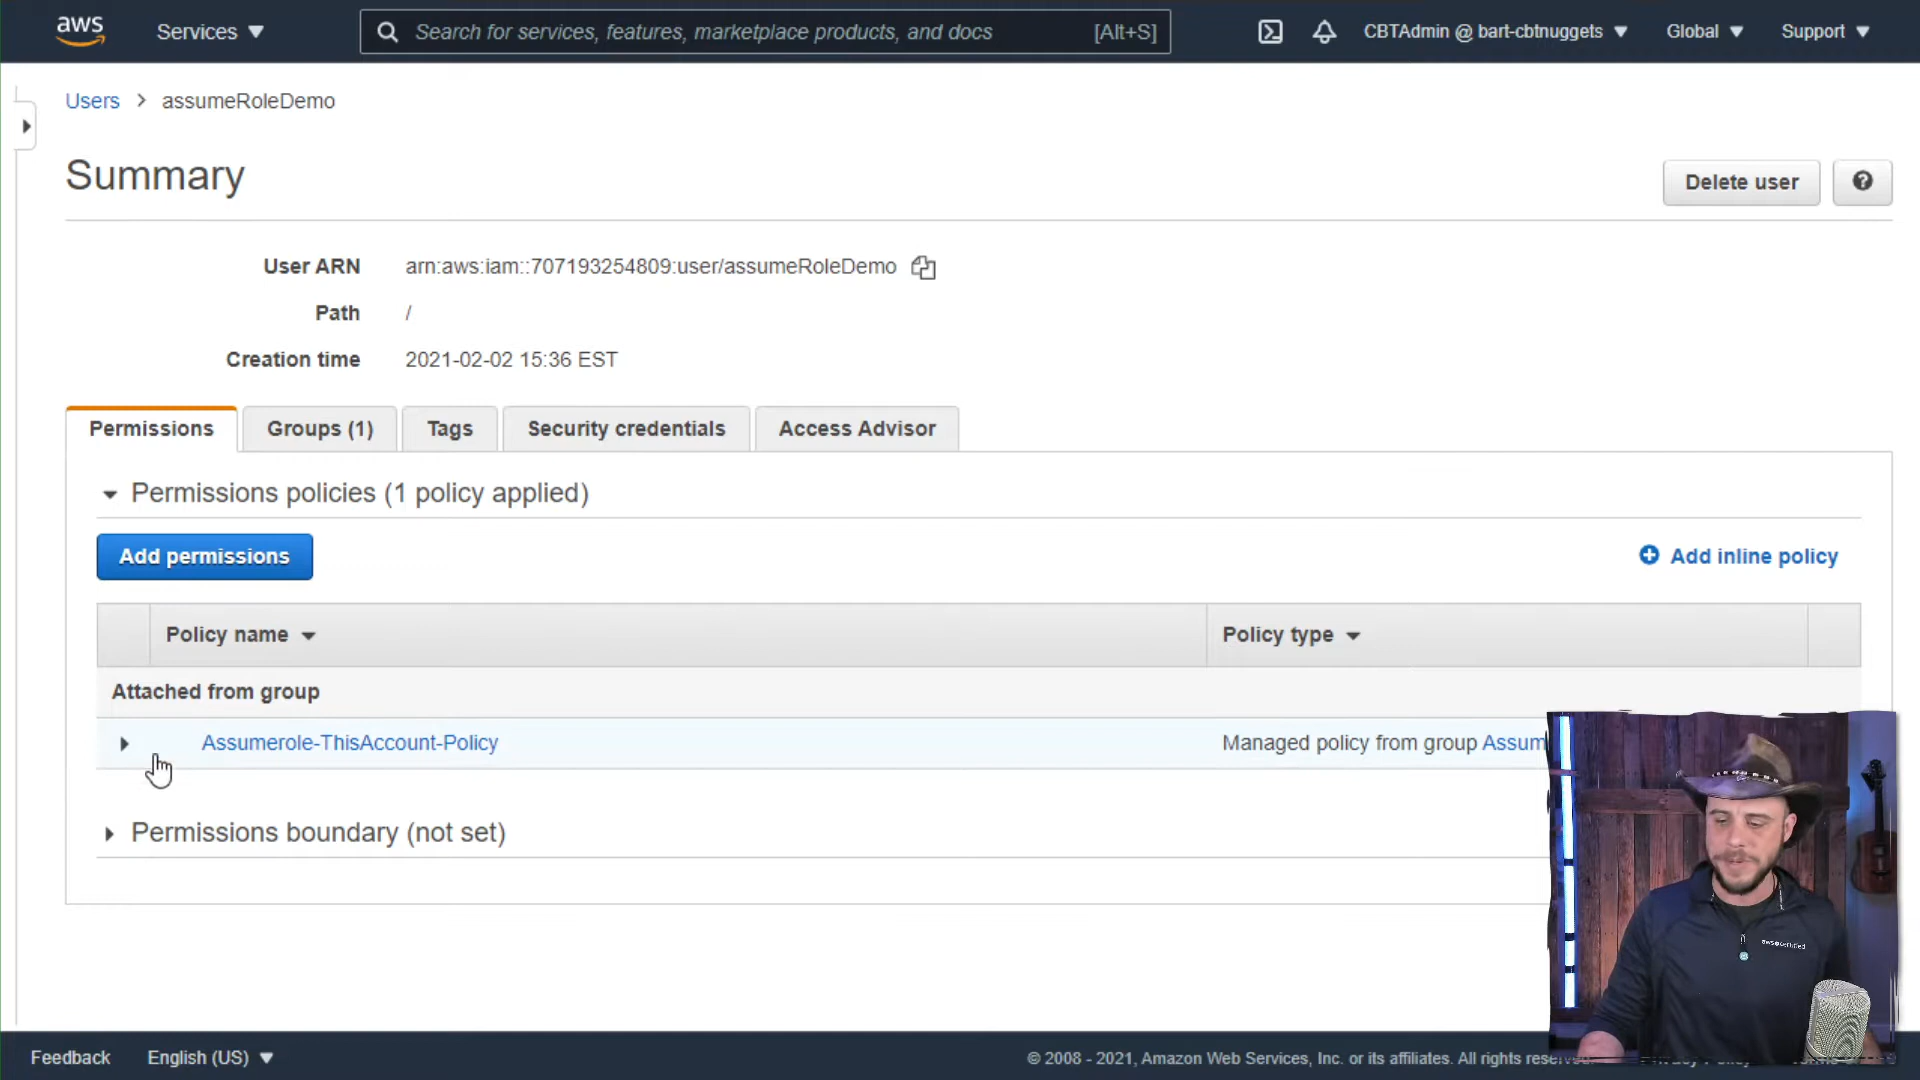 aws
Services
Search for services, features, marketplace products, and docs [Alt+S]
CBTAdmin @ bart-cbtnuggets
Global
Support
Users > assumeRoleDemo
Summary
Delete user
User ARN arn:aws:iam::707193254809:user/assumeRoleDemo
Path /
Creation time 2021-02-02 15:36 EST
Permissions
Groups (1)
Tags
Security credentials
Access Advisor
Permissions policies (1 policy applied)
Add permissions
Add inline policy
Policy name
Policy type
Attached from group
Assumerole-ThisAccount-Policy
Managed policy from group Assum
Permissions boundary (not set)
aws certified
Feedback
English (US)
© 2008 - 2021, Amazon Web Services, Inc. or its affiliates. All rights reserved.